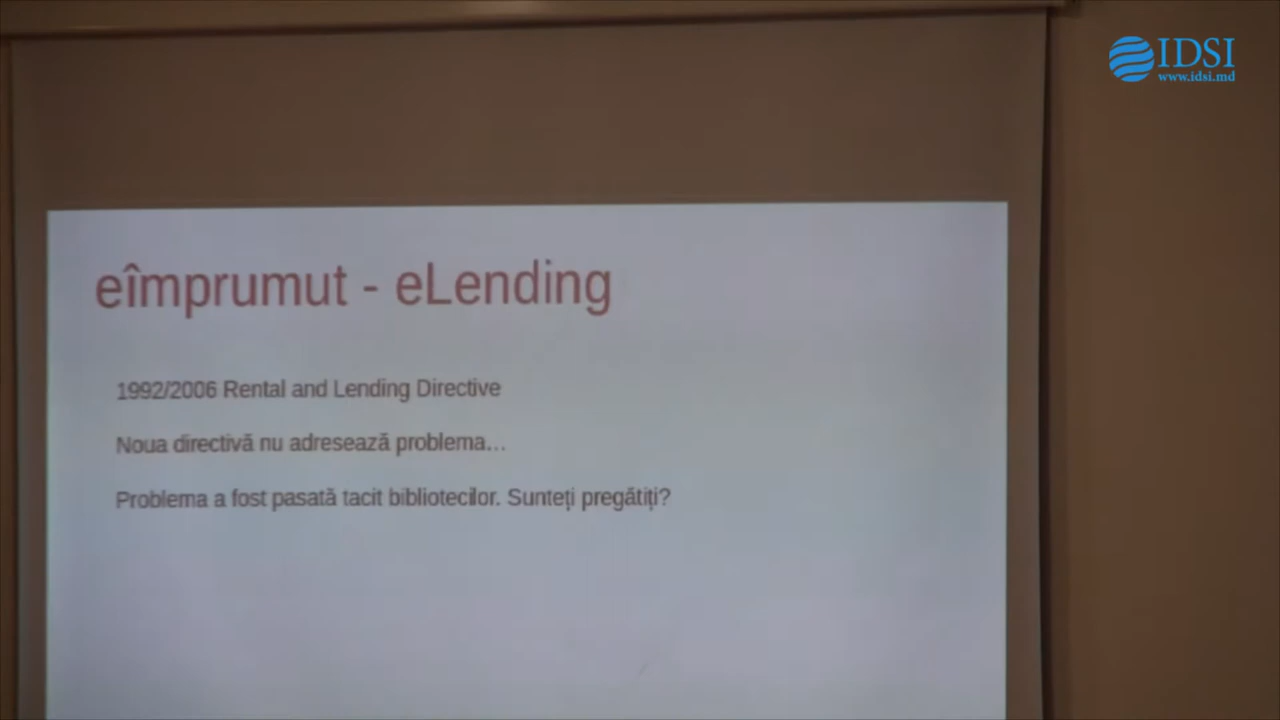 IDSI
www.idsi.md
eîmprumut - eLending
1992/2006 Rental and Lending Directive
Noua directivă nu adresează problema...
Problema a fost pasată tacit bibliotecilor. Sunteți pregătiți?